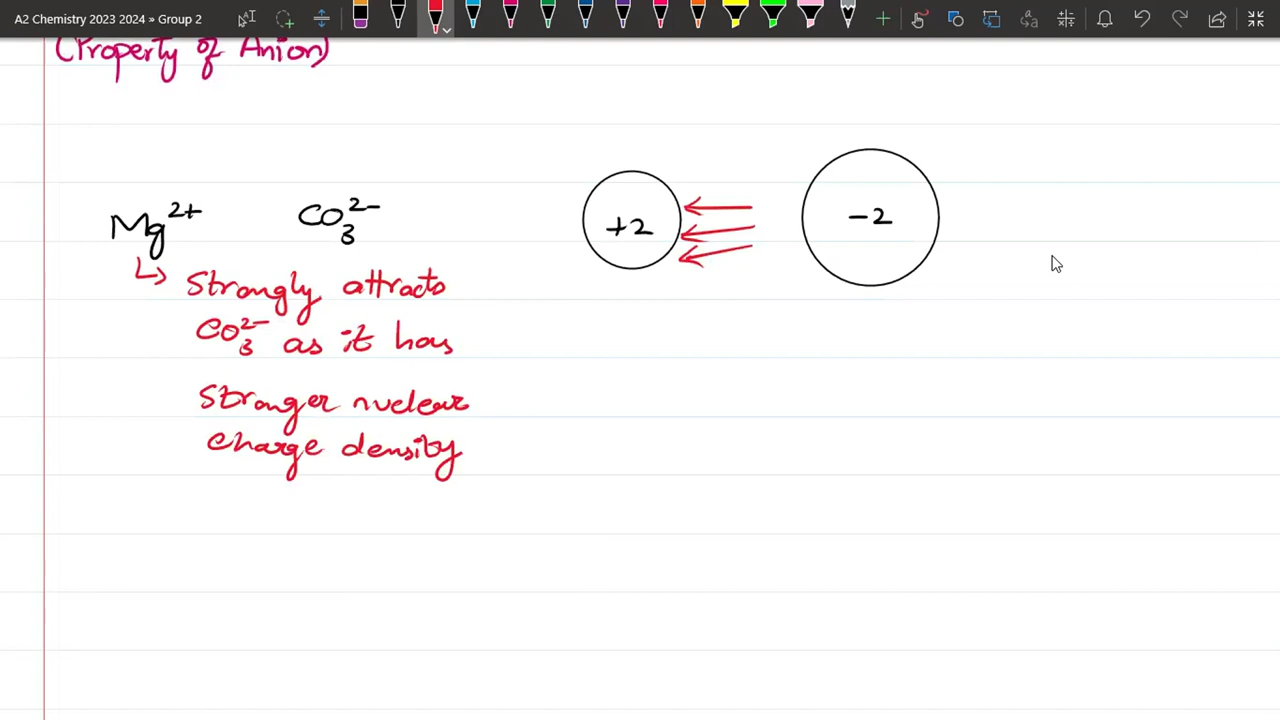 A2 Chemistry 2023 2024 » Group 2
(Property of Anion)
Mg²⁺ CO₃²⁻
+2 -2
↳ Strongly attracts
CO₃²⁻ as it has
Stronger nuclear
charge density